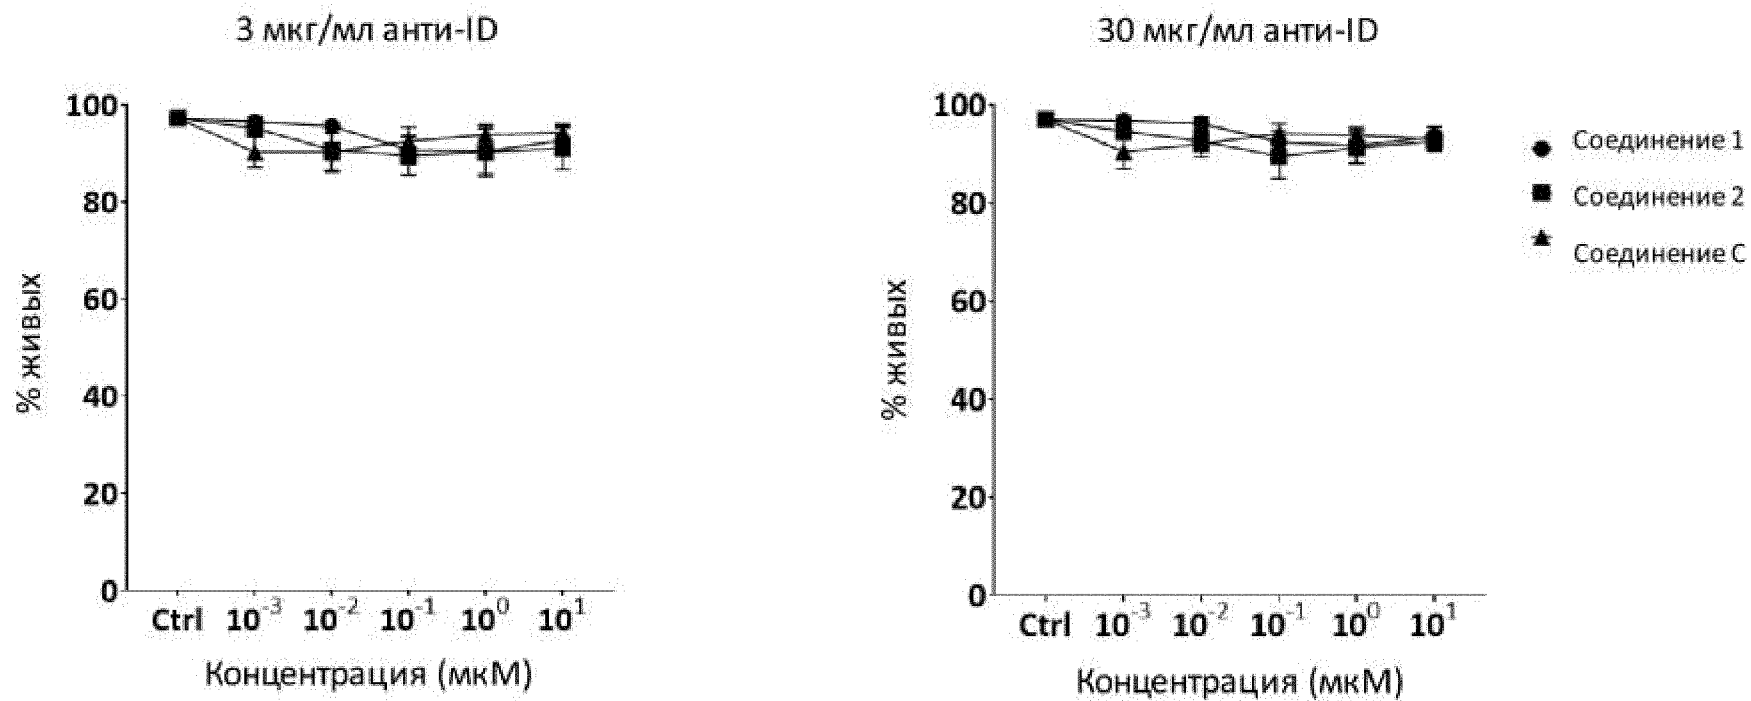 3 мкг/мл анти-ID
100
80
60
40
20
0
% живых
Ctrl 10-3 10-2 10-1 100 101
Концентрация (мкМ)
30 мкг/мл анти-ID
100
80
60
40
20
0
% живых
Ctrl 10-3 10-2 10-1 100 101
Концентрация (мкМ)
Соединение 1
Соединение 2
Соединение С